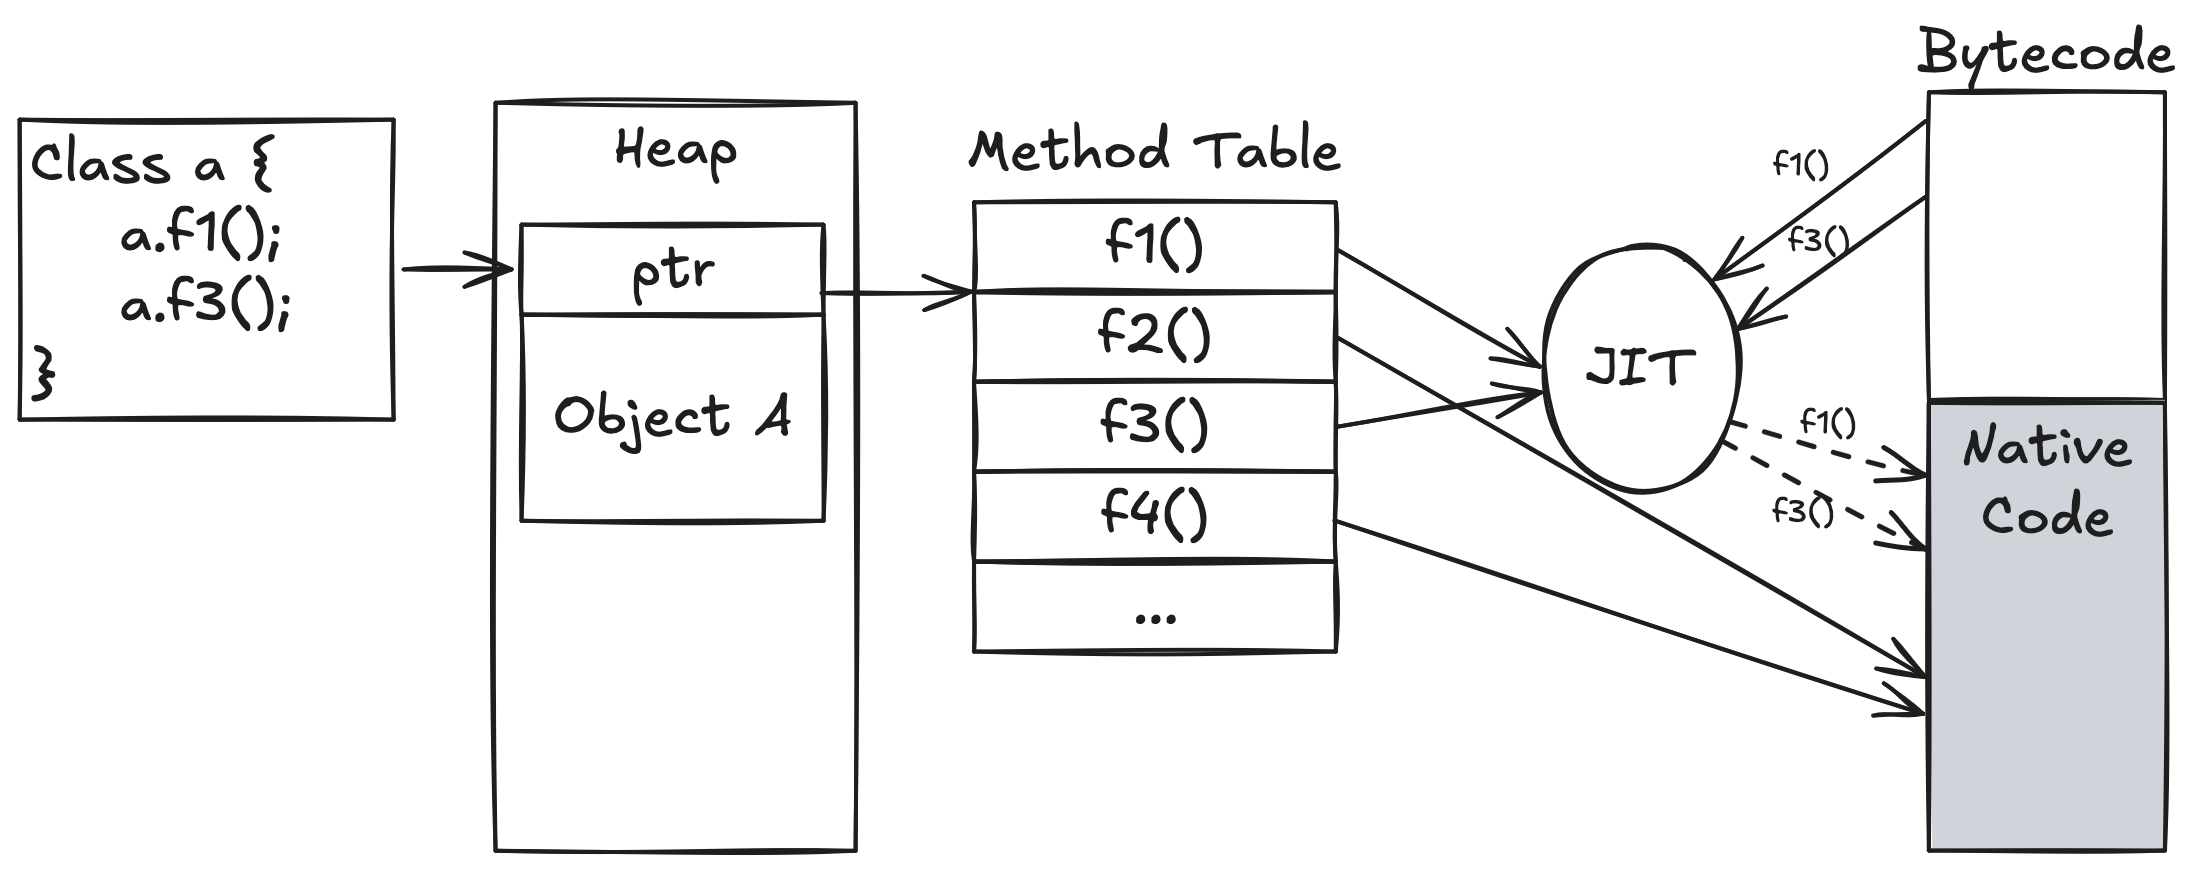 Class a {
a.f1();
a.f3();
}
Heap
ptr
Object A
Method Table
f1()
f2()
f3()
f4()
...
JIT
f1()
f3()
f1()
f3()
Bytecode
Native
Code